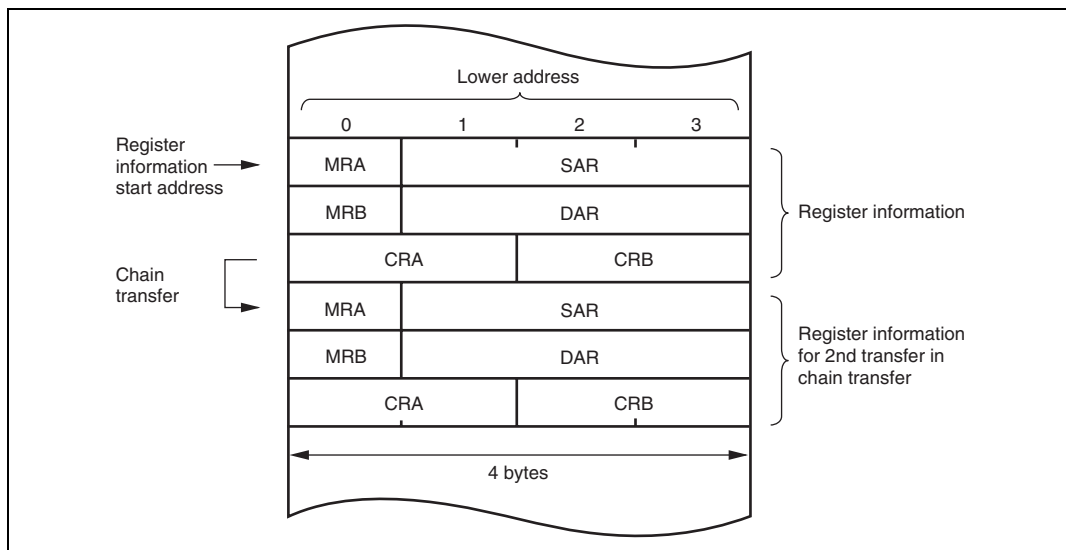 Lower address
0 1 2 3
Register
information
start address
MRA SAR
MRB DAR
CRA CRB
Register information
Chain
transfer
MRA SAR
MRB DAR
CRA CRB
Register information
for 2nd transfer in
chain transfer
4 bytes